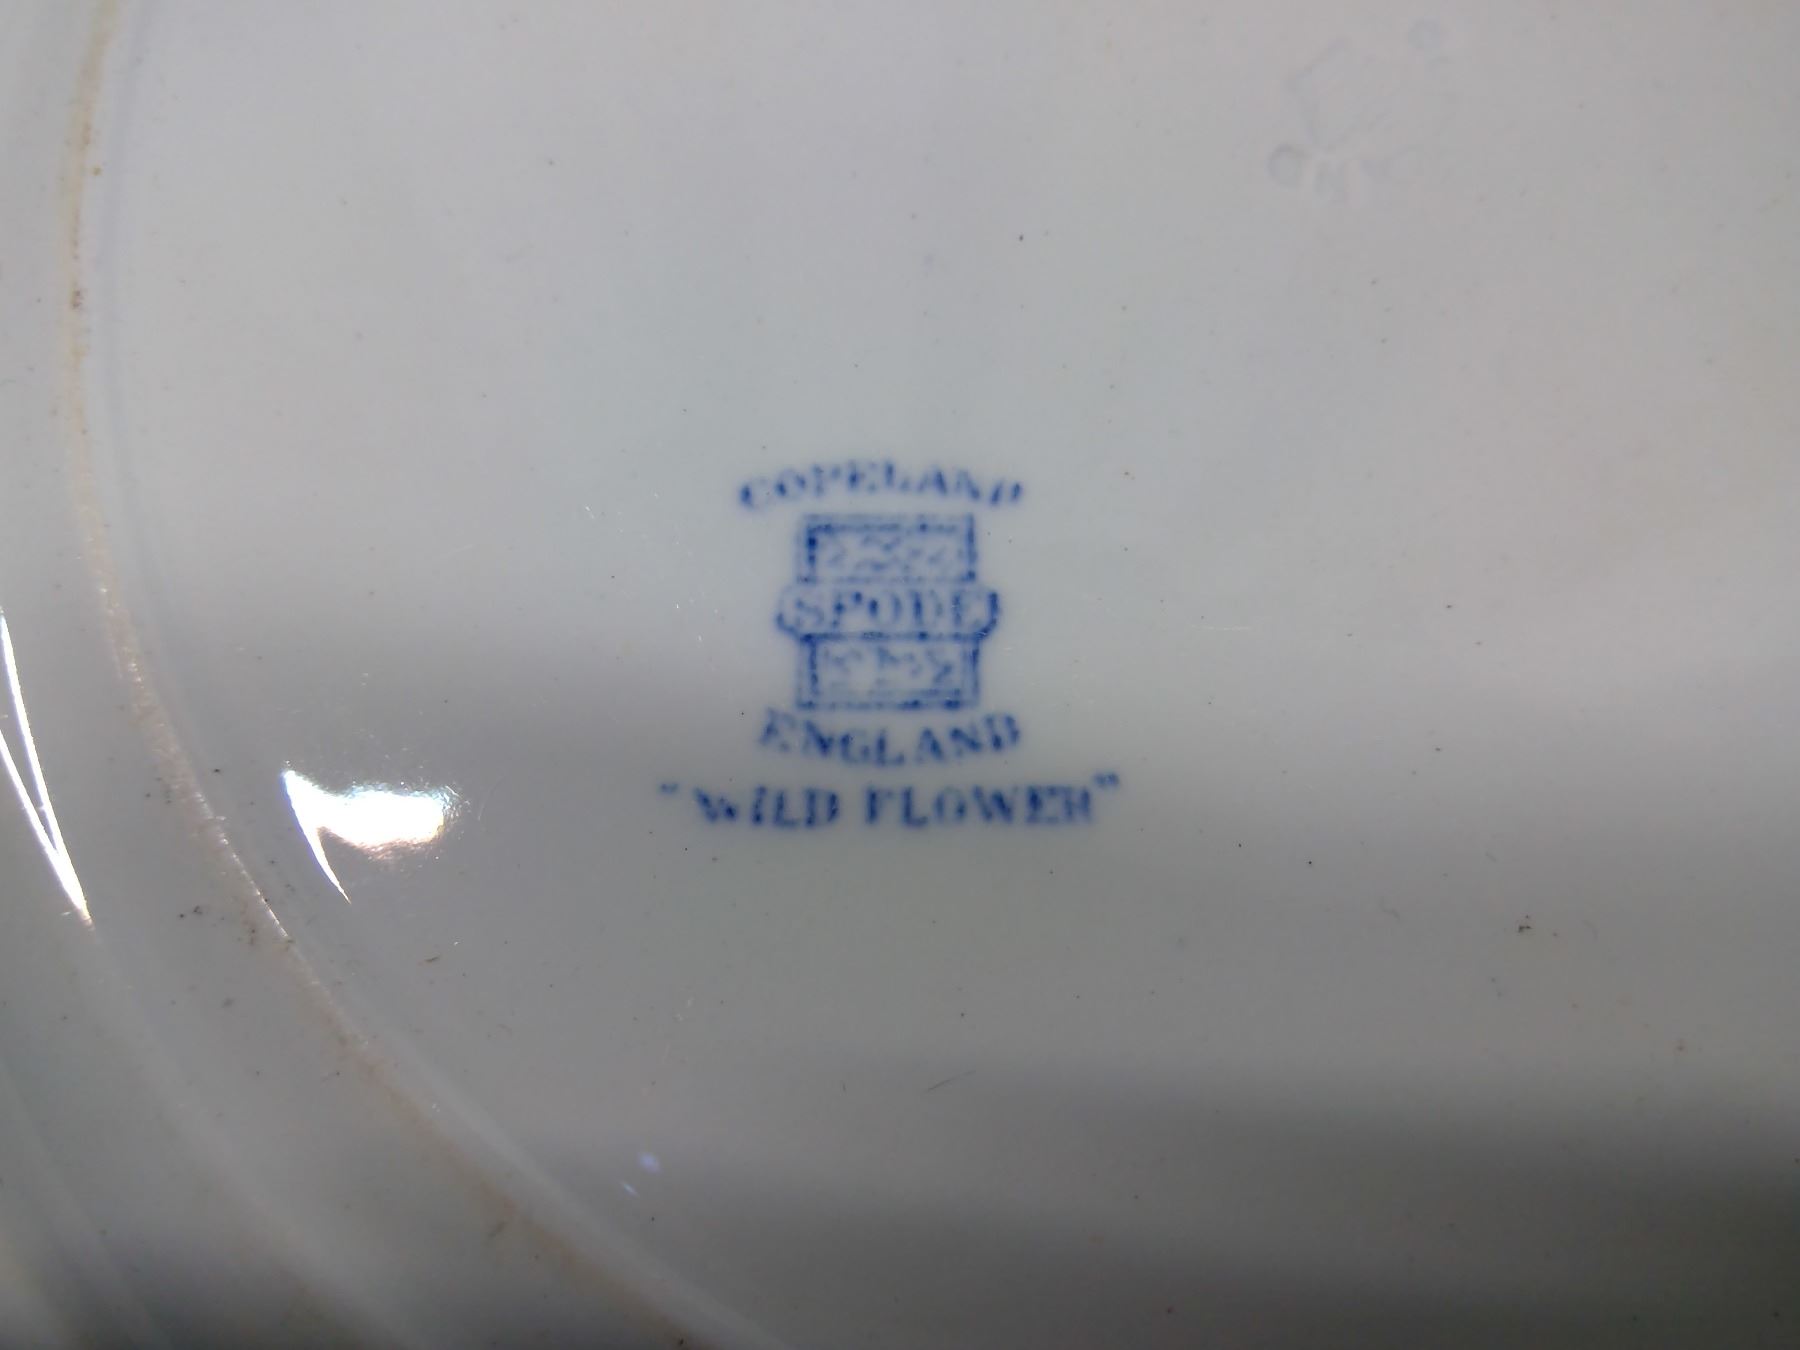 COPELAND
SPODE
ENGLAND
"WILD FLOWER"